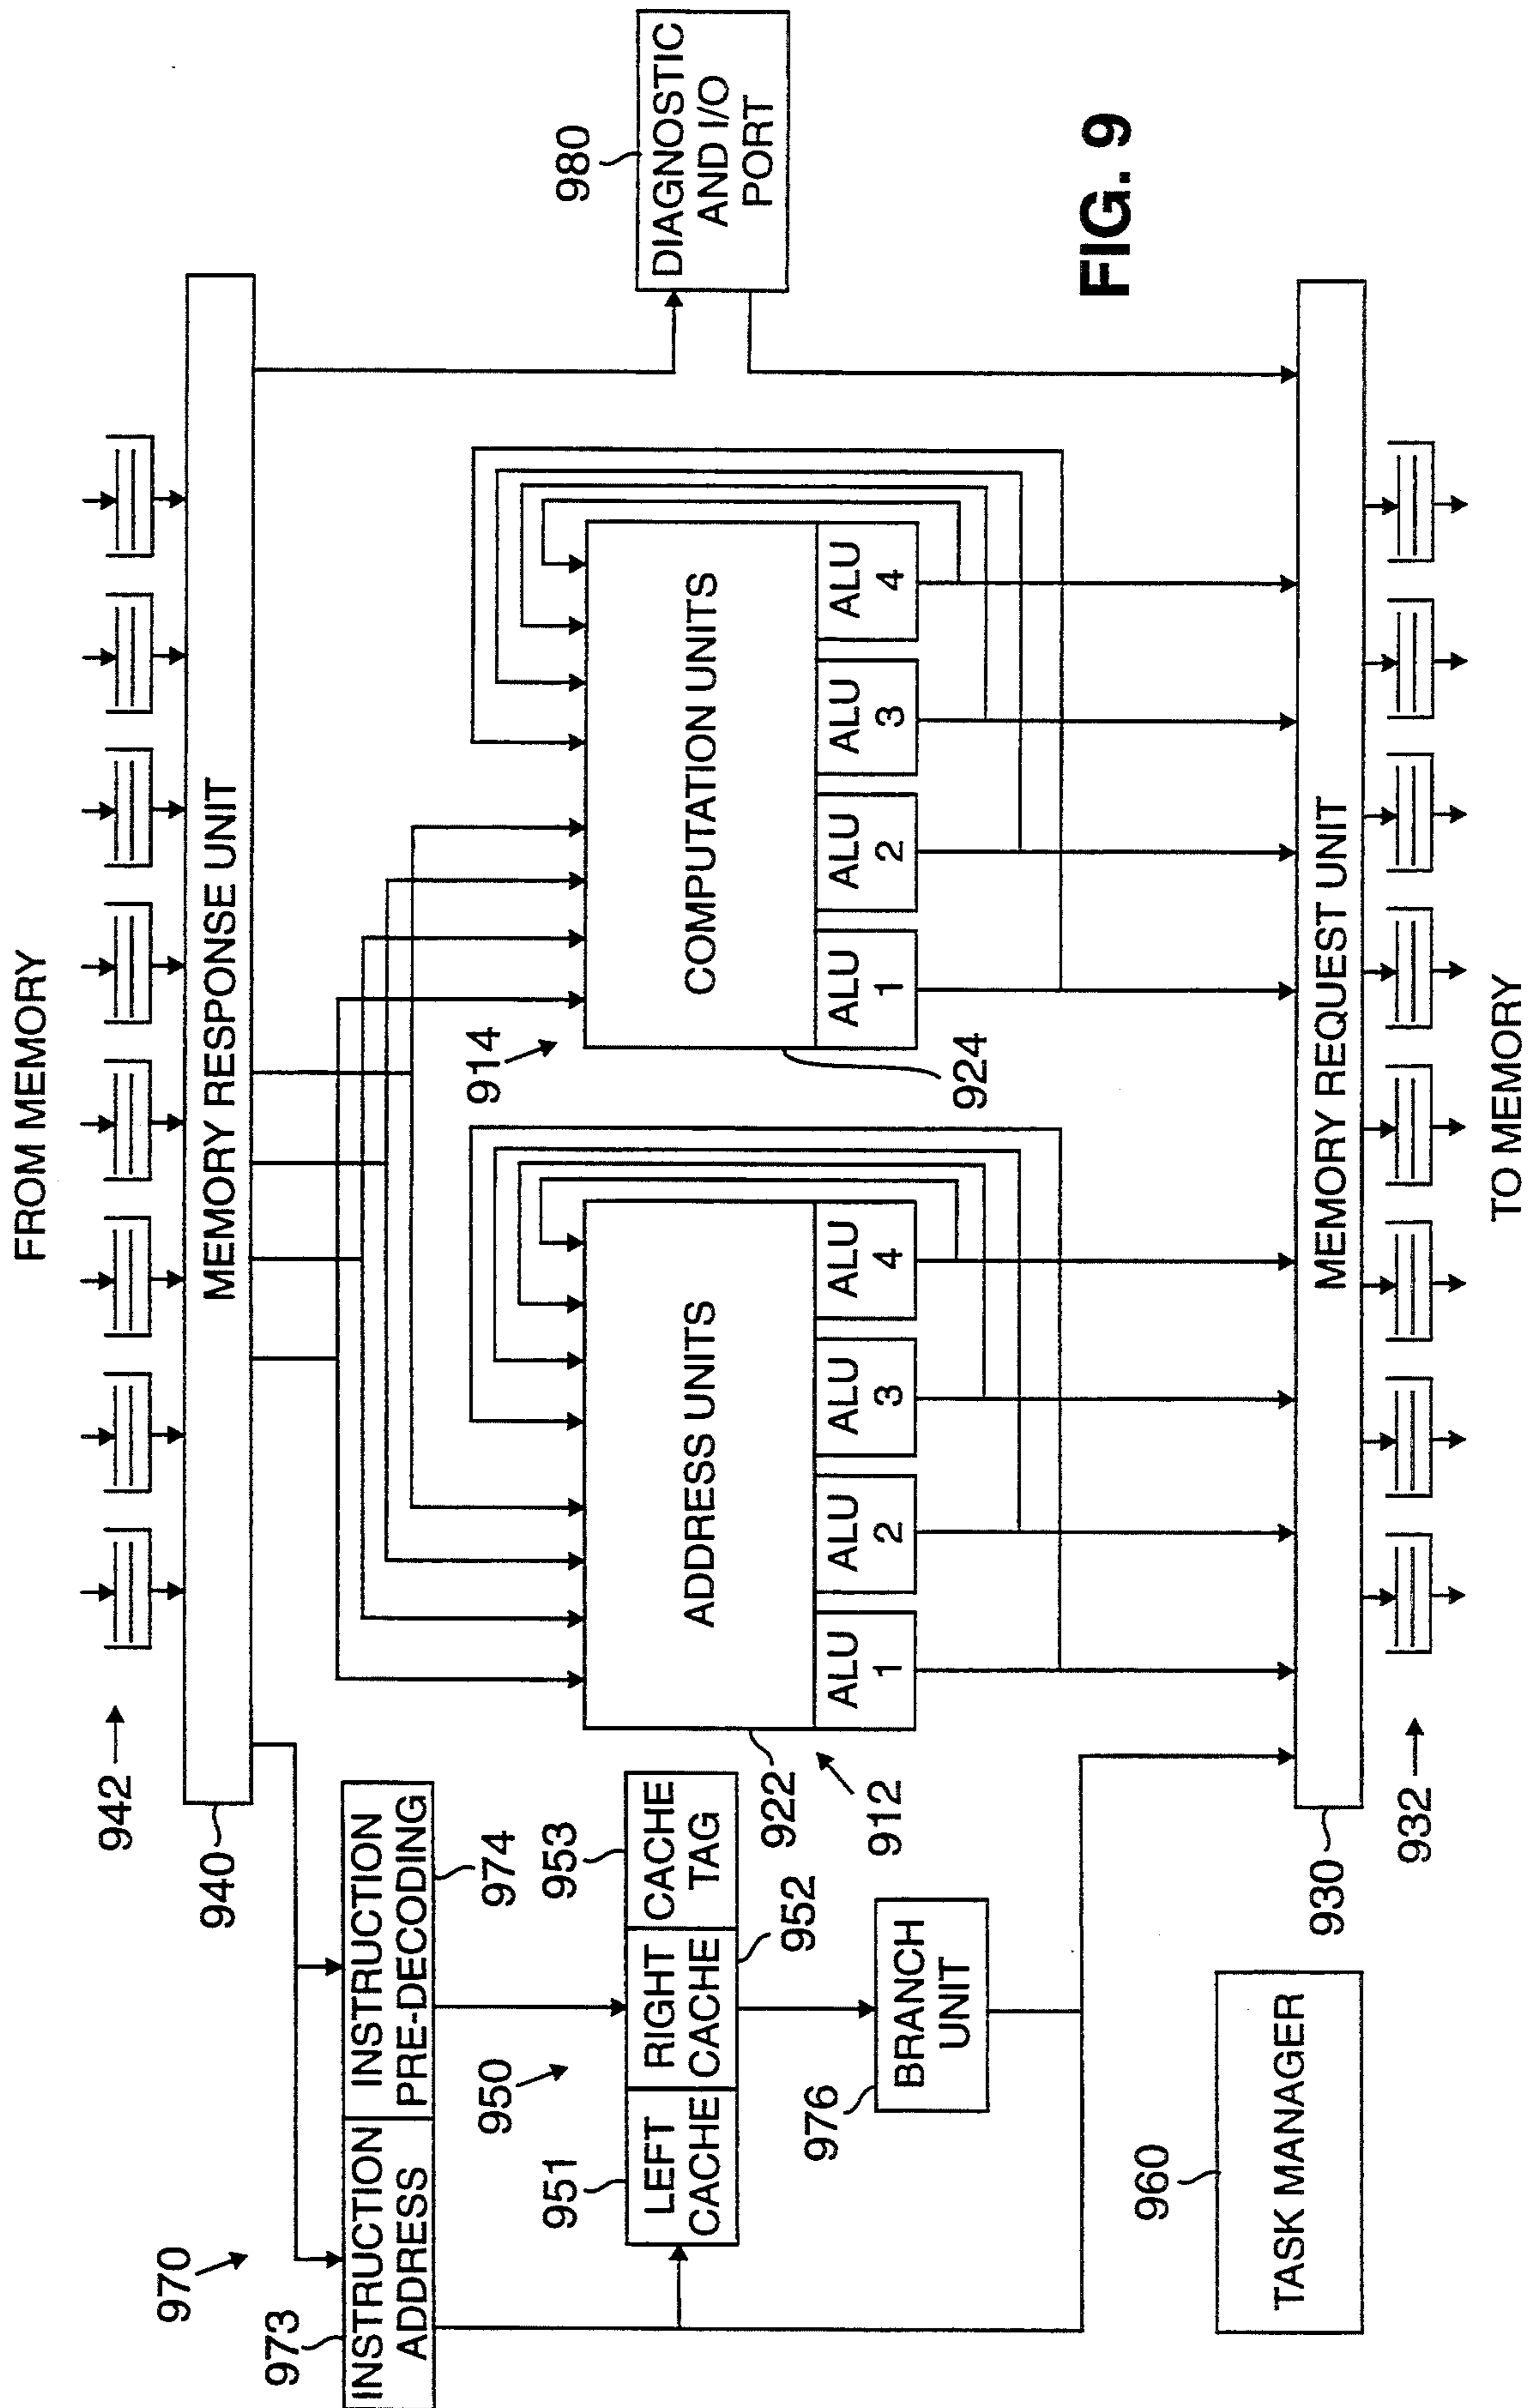 FROM MEMORY
942
MEMORY RESPONSE UNIT
940
970
973
INSTRUCTION
ADDRESS
INSTRUCTION
PRE-DECODING
974
950
951
LEFT
CACHE
RIGHT
CACHE
952
953
CACHE
TAG
976
BRANCH
UNIT
922
912
ADDRESS UNITS
ALU
1
ALU
2
ALU
3
ALU
4
914
COMPUTATION UNITS
924
ALU
1
ALU
2
ALU
3
ALU
4
980
DIAGNOSTIC
AND I/O
PORT
960
TASK MANAGER
930
MEMORY REQUEST UNIT
932
TO MEMORY
FIG. 9